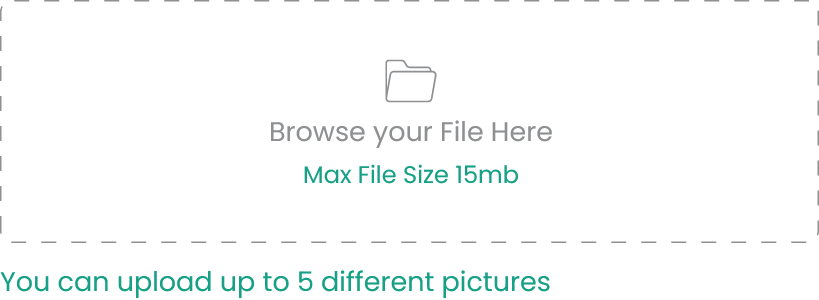 Browse your File Here
Max File Size 15mb
You can upload up to 5 different pictures